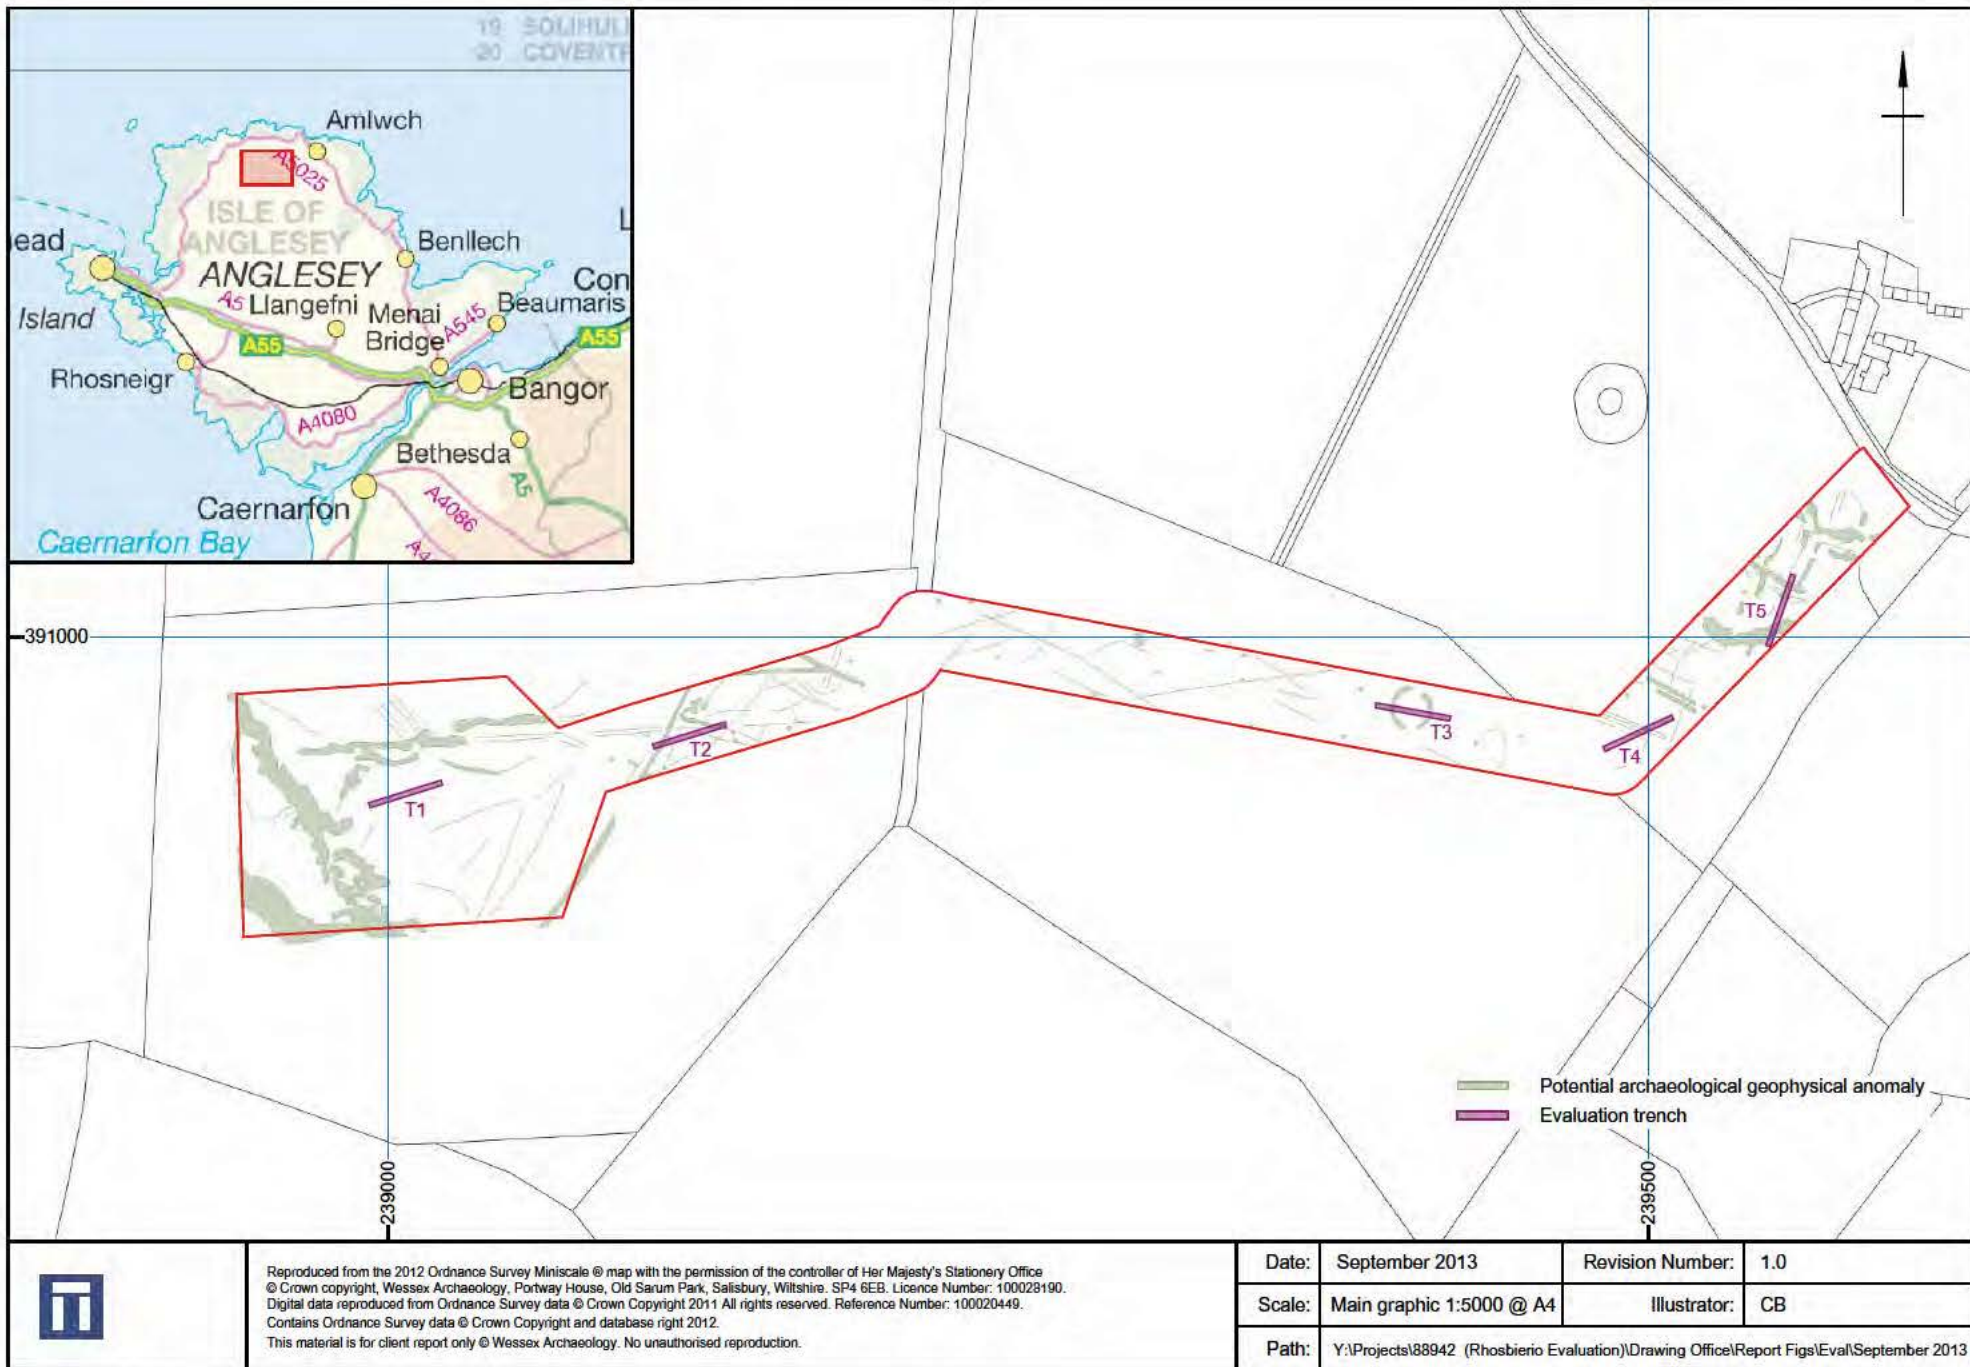 19 SOLIHULL
20 COVENTR
Amlwch
A5025
ISLE OF
ANGLESEY
Benllech
ead
ANGLESEY
Con
A5
Llangefni
Menai
Bridge
A545
Beaumaris
Island
A55
A55
Rhosneigr
Bangor
A4080
Bethesda
A5
Caernarfon
A4086
A4
Caernarfon Bay
L
391000
T5
T3
T2
T4
T1
Potential archaeological geophysical anomaly
Evaluation trench
239000
239500
Reproduced from the 2012 Ordnance Survey Miniscale ® map with the permission of the controller of Her Majesty's Stationery Office
© Crown copyright, Wessex Archaeology, Portway House, Old Sarum Park, Salisbury, Wiltshire. SP4 6EB. Licence Number: 100028190.
Digital data reproduced from Ordnance Survey data © Crown Copyright 2011 All rights reserved. Reference Number: 100020449.
Contains Ordnance Survey data © Crown Copyright and database right 2012.
This material is for client report only © Wessex Archaeology. No unauthorised reproduction.
Date: September 2013 Revision Number: 1.0
Scale: Main graphic 1:5000 @ A4 Illustrator: CB
Path: Y:\Projects\88942 (Rhosbierio Evaluation)\Drawing Office\Report Figs\Eval\September 2013